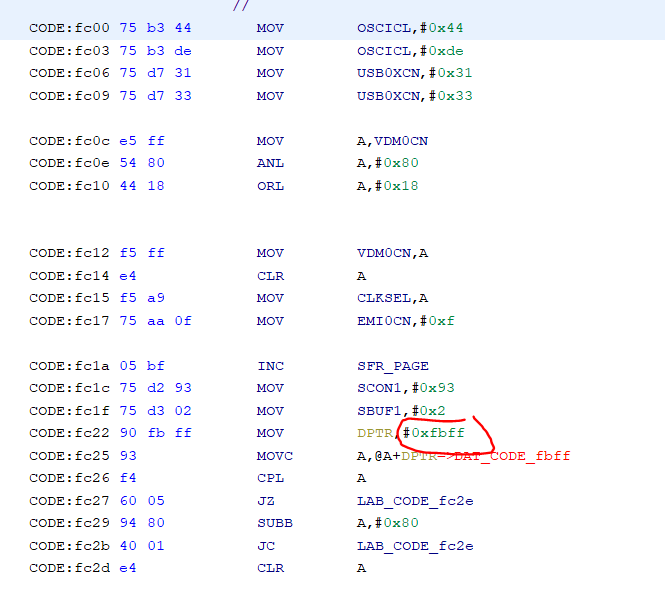 //
CODE:fc00 75 b3 44 MOV OSCICL,#0x44
CODE:fc03 75 b3 de MOV OSCICL,#0xde
CODE:fc06 75 d7 31 MOV USB0XCN,#0x31
CODE:fc09 75 d7 33 MOV USB0XCN,#0x33
CODE:fc0c e5 ff MOV A,VDM0CN
CODE:fc0e 54 80 ANL A,#0x80
CODE:fc10 44 18 ORL A,#0x18
CODE:fc12 f5 ff MOV VDM0CN,A
CODE:fc14 e4 CLR A
CODE:fc15 f5 a9 MOV CLKSEL,A
CODE:fc17 75 aa 0f MOV EMI0CN,#0xf
CODE:fc1a 05 bf INC SFR_PAGE
CODE:fc1c 75 d2 93 MOV SCON1,#0x93
CODE:fc1f 75 d3 02 MOV SBUF1,#0x2
CODE:fc22 90 fb ff MOV DPTR,#0xfbff
CODE:fc25 93 MOVC A,@A+DPTR=>DAT_CODE_fbff
CODE:fc26 f4 CPL A
CODE:fc27 60 05 JZ LAB_CODE_fc2e
CODE:fc29 94 80 SUBB A,#0x80
CODE:fc2b 40 01 JC LAB_CODE_fc2e
CODE:fc2d e4 CLR A